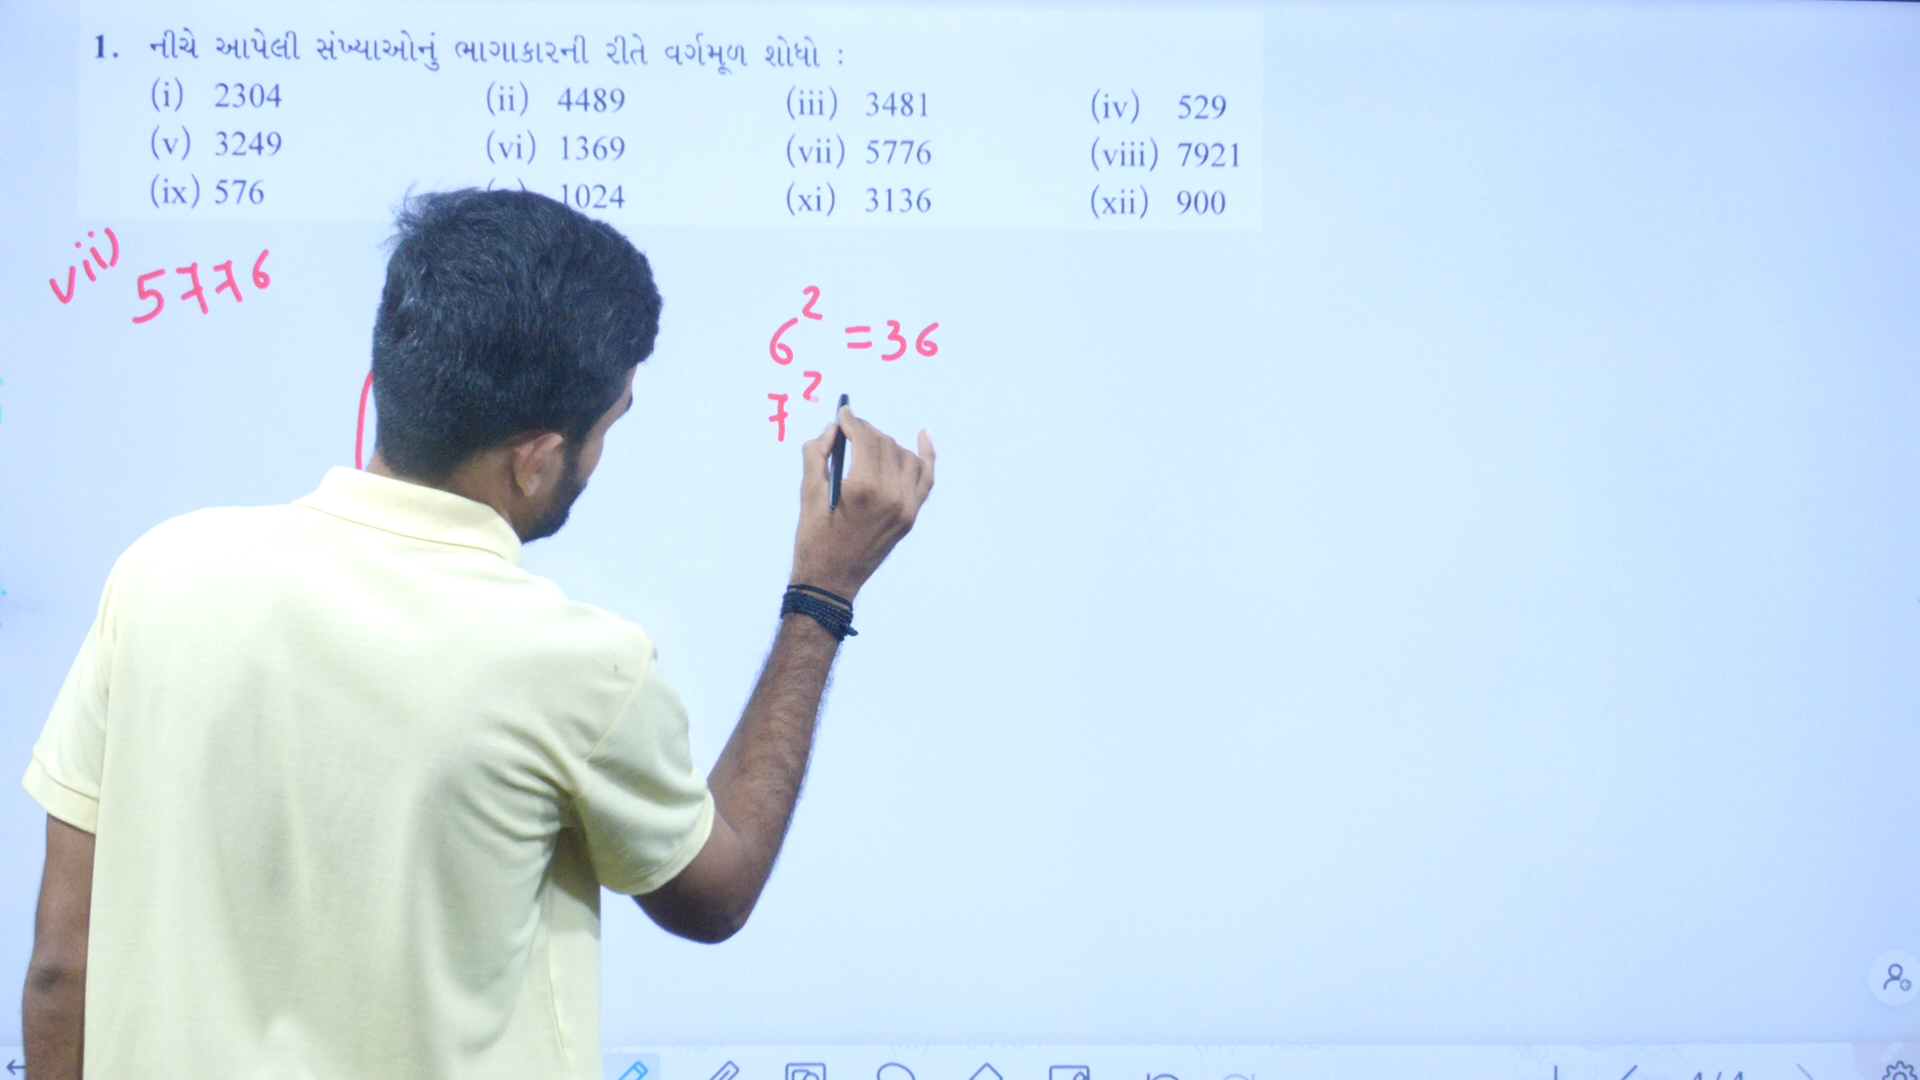 1. નીચે આપેલી સંખ્યાઓનું ભાગાકારની રીતે વર્ગમૂળ શોધો :
(i) 2304 (ii) 4489 (iii) 3481 (iv) 529
(v) 3249 (vi) 1369 (vii) 5776 (viii) 7921
(ix) 576 1024 (xi) 3136 (xii) 900
vii) 5776
6² = 36
7²